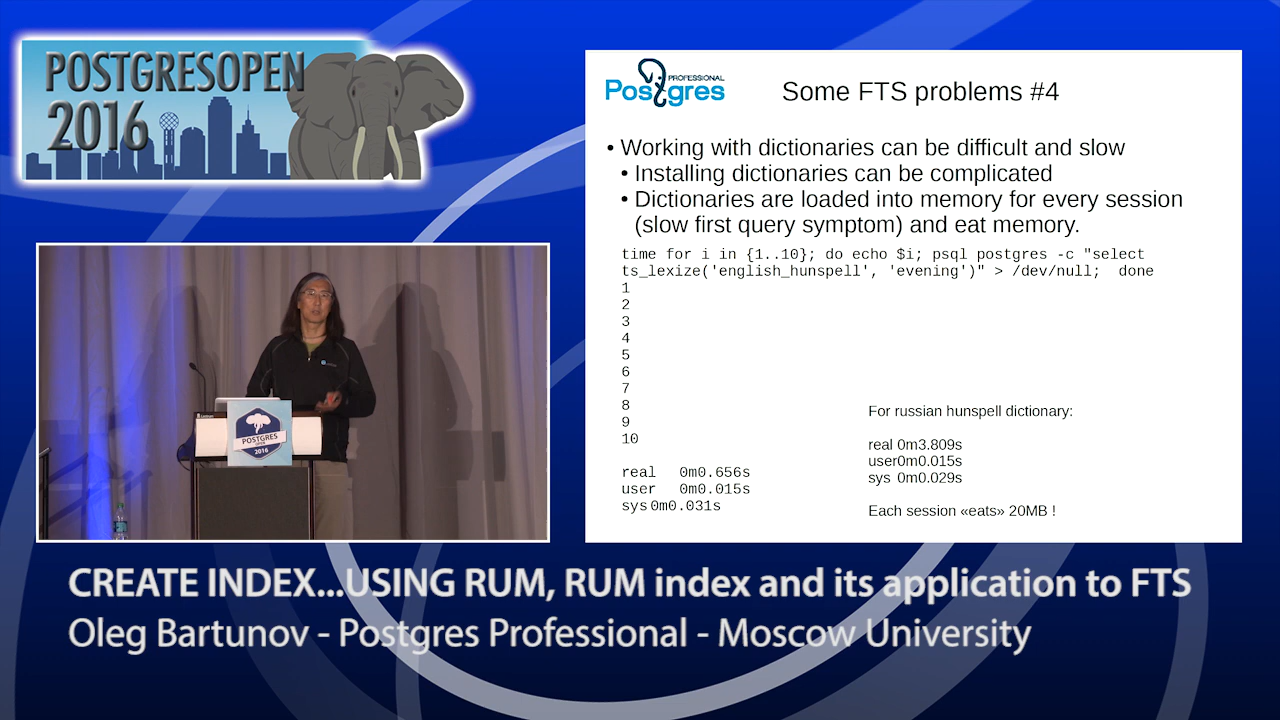 POSTGRESOPEN
2016
PROFESSIONAL
Postgres
Some FTS problems #4
• Working with dictionaries can be difficult and slow
• Installing dictionaries can be complicated
• Dictionaries are loaded into memory for every session
(slow first query symptom) and eat memory.
time for i in {1..10}; do echo $i; psql postgres -c "select
ts_lexize('english_hunspell', 'evening')" > /dev/null;  done
1
2
3
4
5
6
7
8
9
10
real 0m0.656s
user 0m0.015s
sys 0m0.031s
For russian hunspell dictionary:
real 0m3.809s
user0m0.015s
sys 0m0.029s
Each session «eats» 20MB !
POSTGRES
OPEN
2016
CREATE INDEX...USING RUM, RUM index and its application to FTS
Oleg Bartunov - Postgres Professional - Moscow University